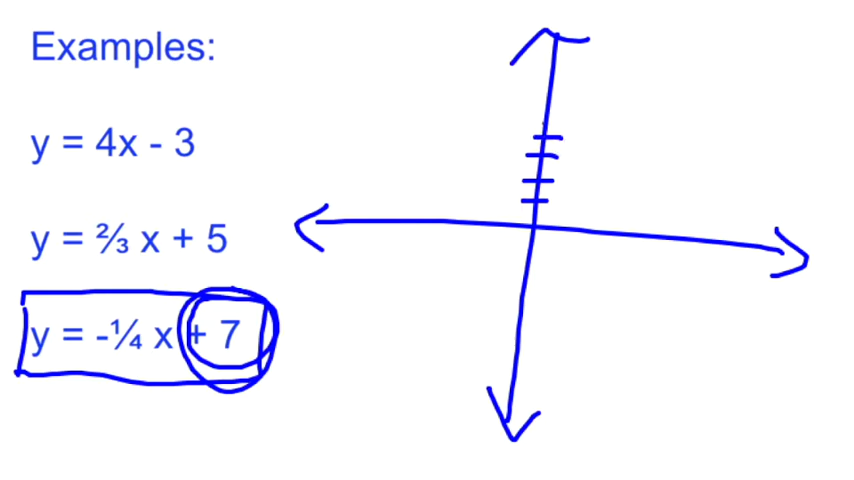 Examples:
y = 4x - 3
y = ⅔ x + 5
y = -¼ x + 7